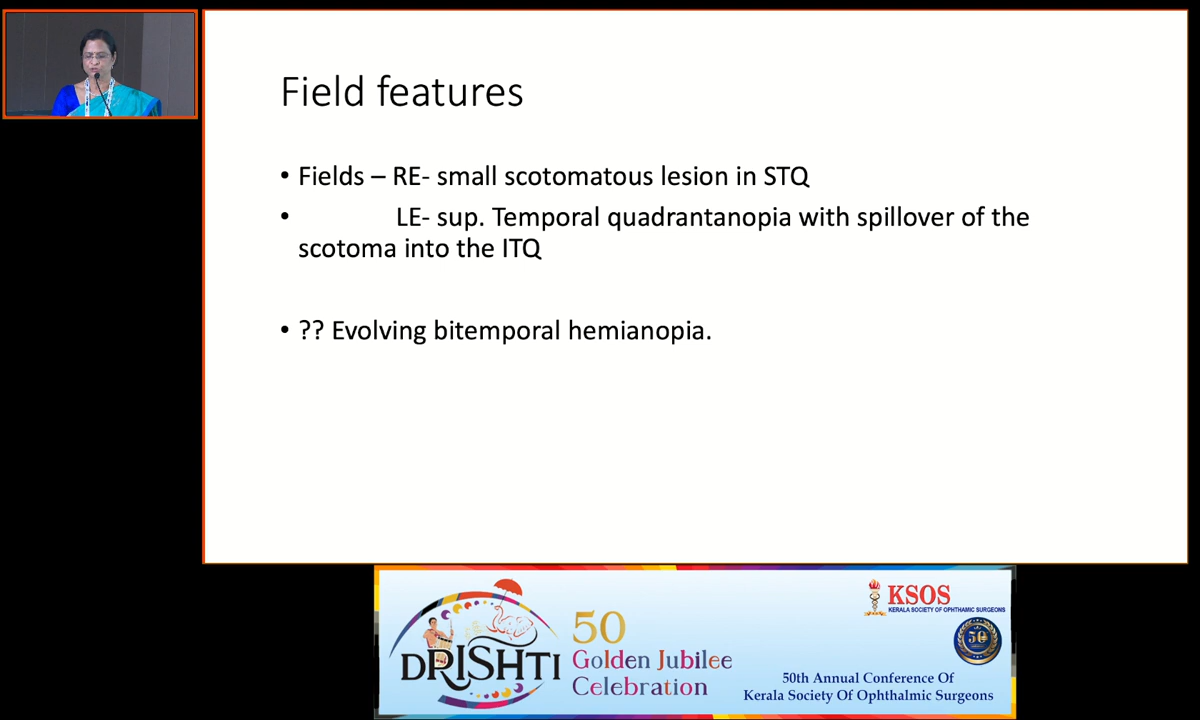 Field features
• Fields – RE- small scotomatous lesion in STQ
• LE- sup. Temporal quadrantanopia with spillover of the
scotoma into the ITQ
• ?? Evolving bitemporal hemianopia.
DRISHTI
50
Golden Jubilee
Celebration
KSOS
KERALA SOCIETY OF OPHTHAMIC SURGEONS
50
50th Annual Conference Of
Kerala Society Of Ophthalmic Surgeons